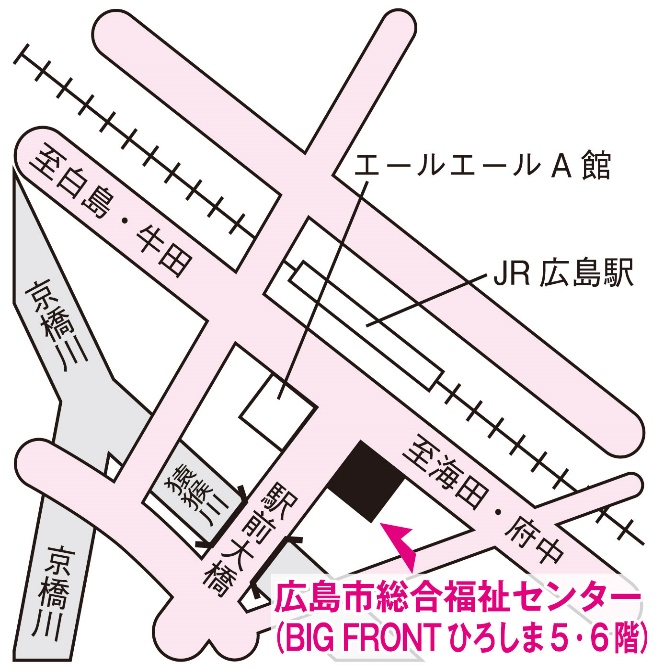 エールエールA館
至白島・牛田
JR広島駅
京橋川
至海田・府中
猿猴川
駅前大橋
京橋川
広島市総合福祉センター
(BIG FRONTひろしま5・6階)